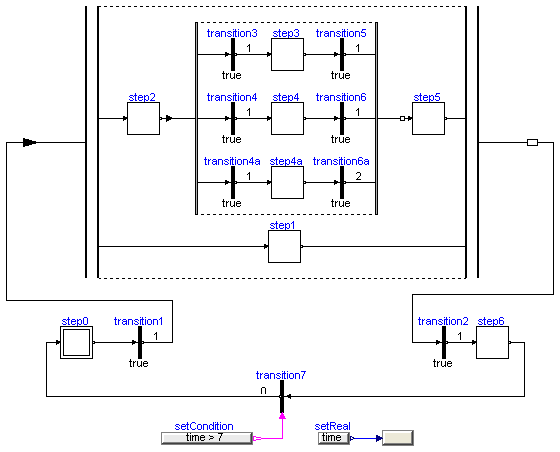 transition3 step3 transition5
1 1
true true
step2 step5
transition4 step4 transition6
1 1
true true
transition4a step4a transition6a
1 2
true true
step1
step0 transition1 transition2 step6
1 1
true true
transition7
setCondition setReal
time > 7 time